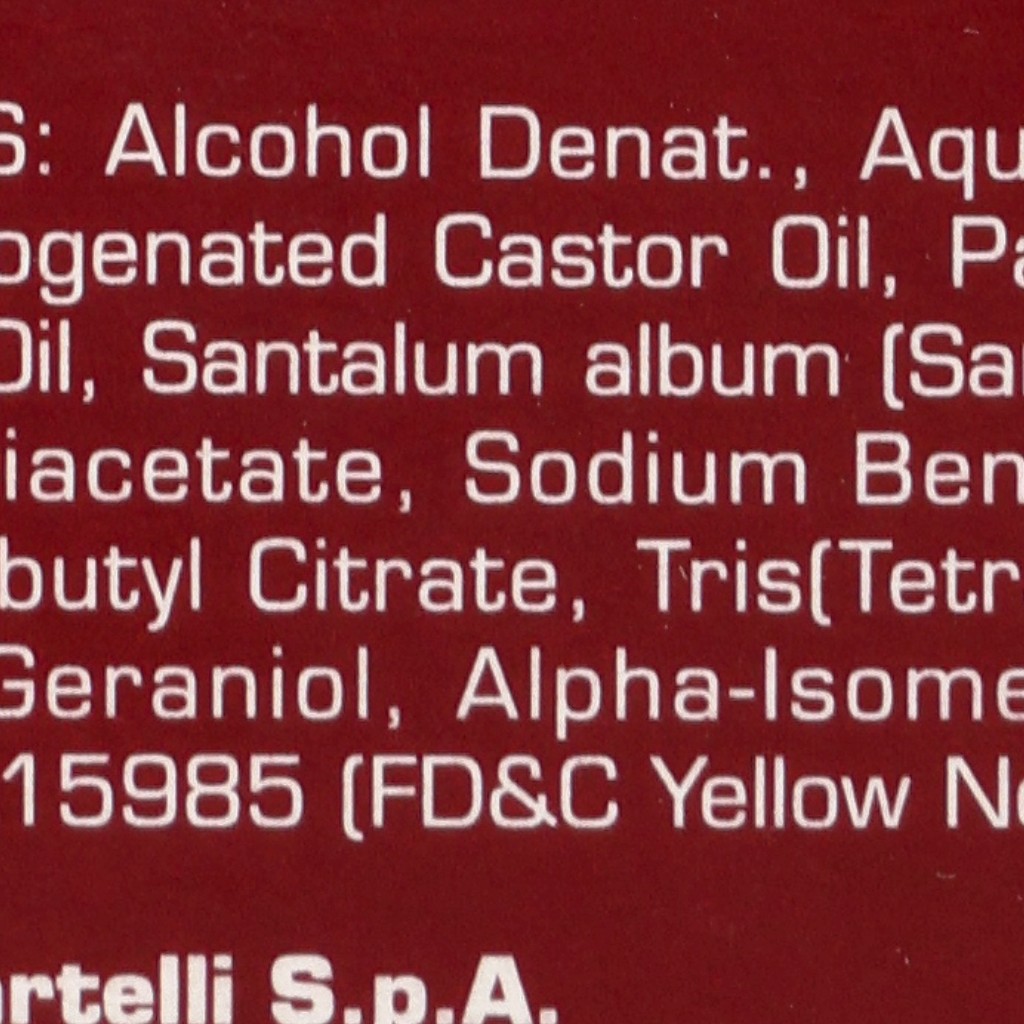 S: Alcohol Denat., Aqu
ogenated Castor Oil, Pa
Oil, Santalum album (Sa
iacetate, Sodium Ben
butyl Citrate, Tris(Tetr
Geraniol, Alpha-Isome
15985 (FD&C Yellow No
rtelli S.p.A.